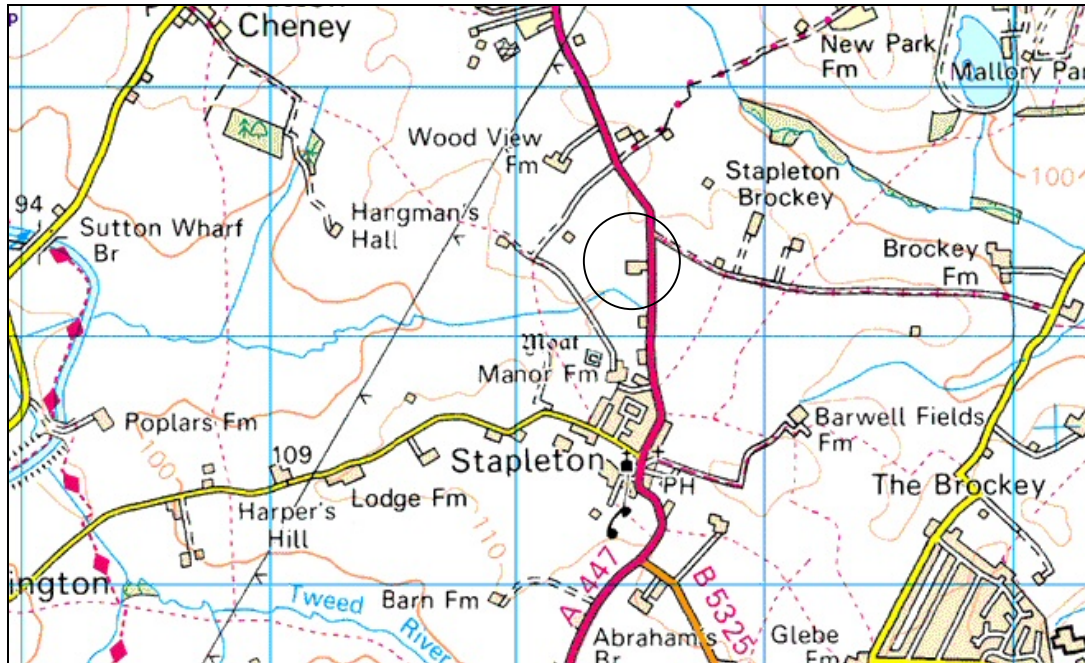 Cheney
New Park
Fm
Mallory Par
Wood View
Fm
Stapleton
Brockey
100
94
Sutton Wharf
Br
Hangman's
Hall
Brockey
Fm
Moat
Manor Fm
Poplars Fm
100
109
Stapleton
Barwell Fields
Fm
PH
Lodge Fm
The Brockey
Harper's
Hill
110
ington
Tweed
River
Barn Fm
A 447
B 5325
Abraham's
Br
Glebe
Fm